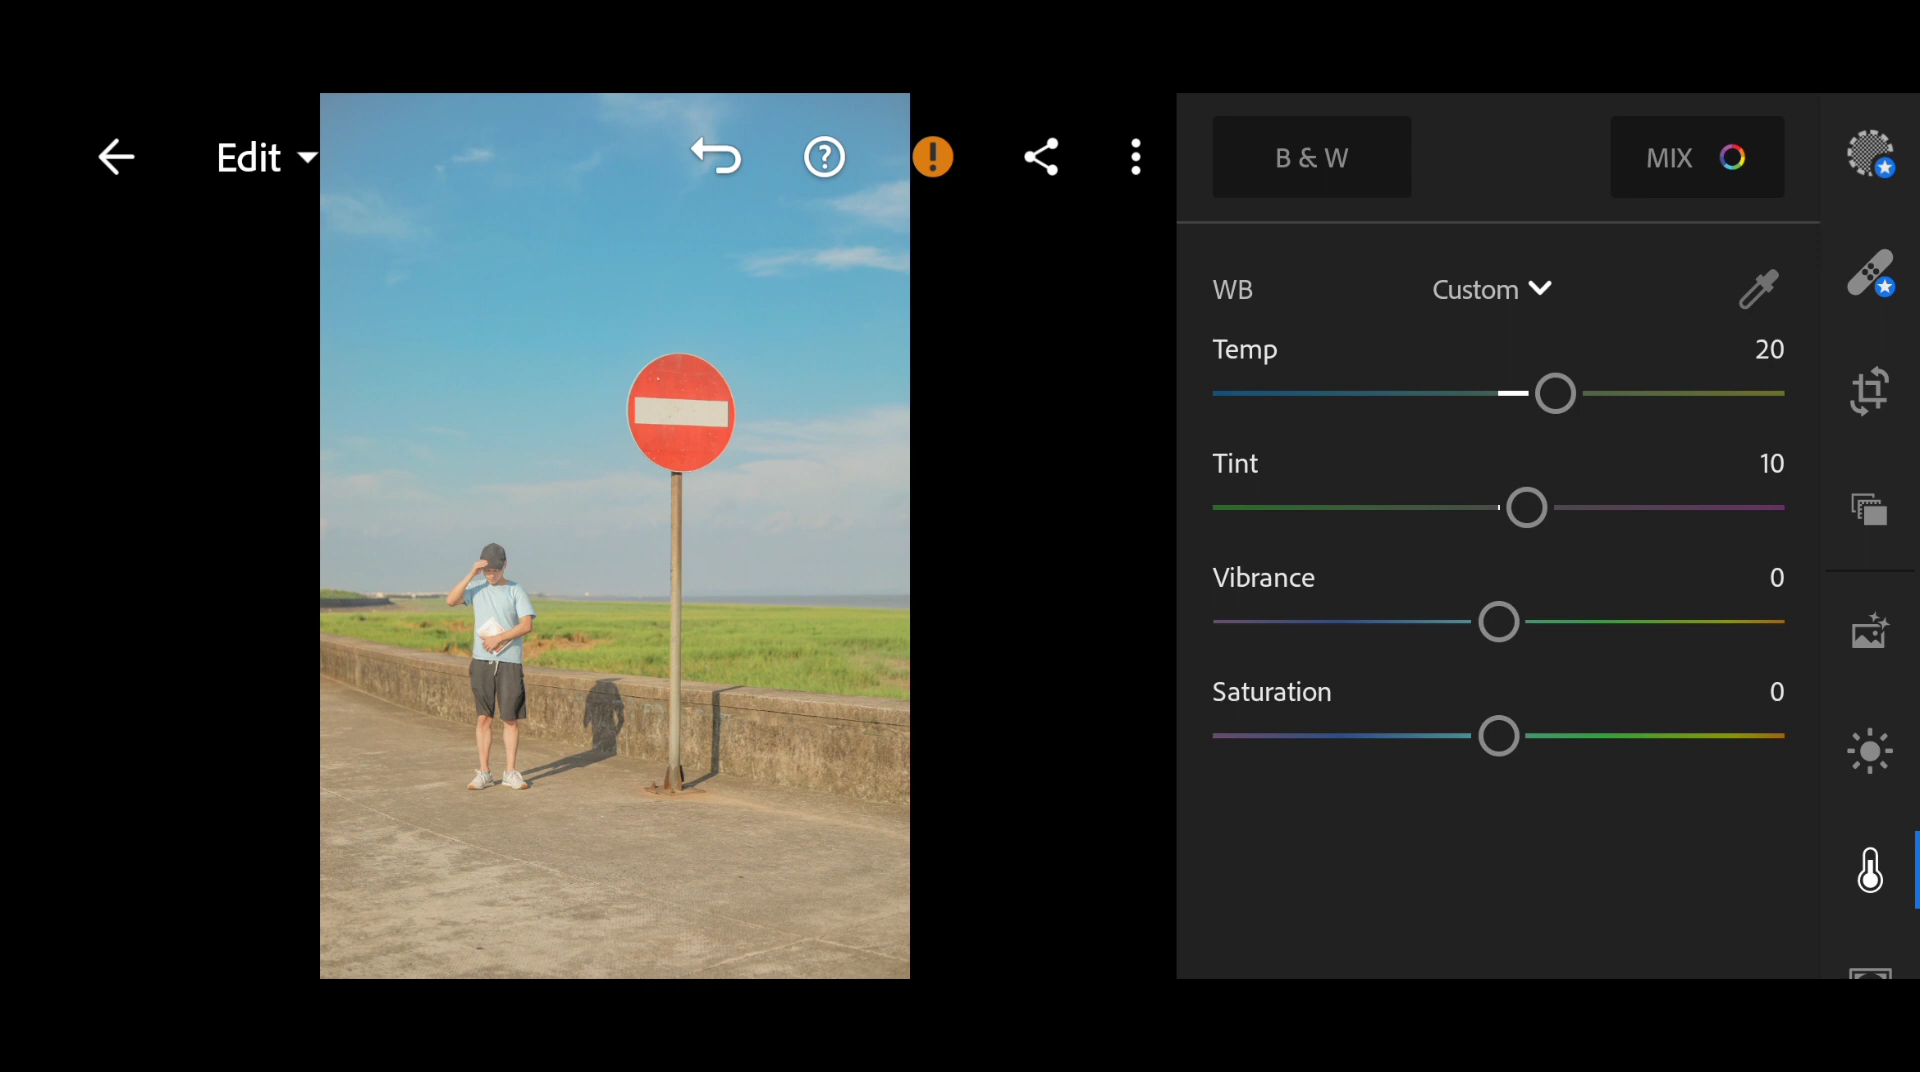 Edit
B & W
MIX
WB
Custom
Temp
20
Tint
10
Vibrance
0
Saturation
0